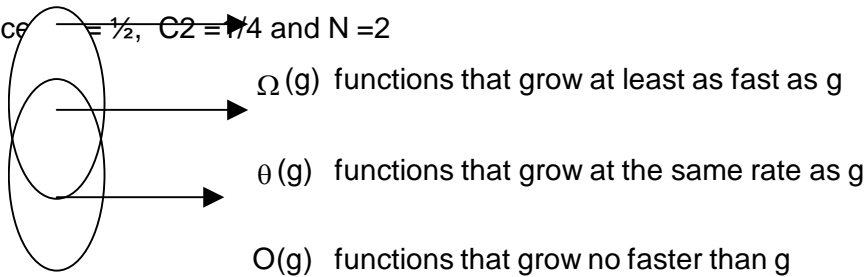 = ½, C2 = 1/4 and N =2
Ω(g) functions that grow at least as fast as g
θ(g) functions that grow at the same rate as g
O(g) functions that grow no faster than g